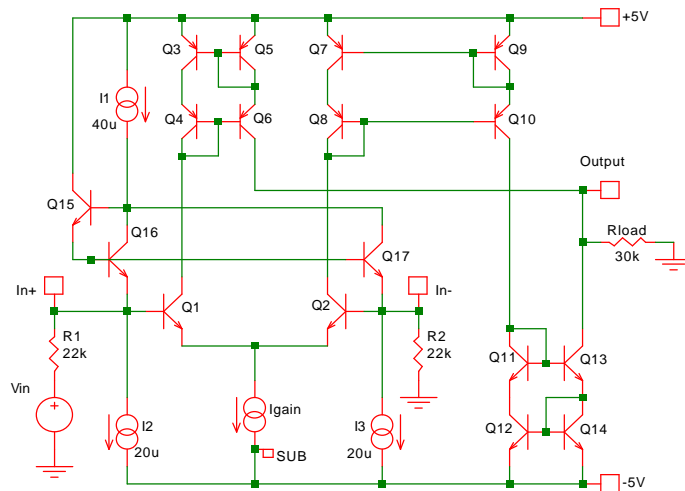 +5V
Q3
Q5
Q7
Q9
I1
40u
Q4
Q6
Q8
Q10
Output
Q15
Q16
Q17
Rload
30k
In+
Q1
Q2
In-
R1
22k
R2
22k
Q11
Q13
Vin
+
I2
20u
Igain
SUB
I3
20u
Q12
Q14
-5V